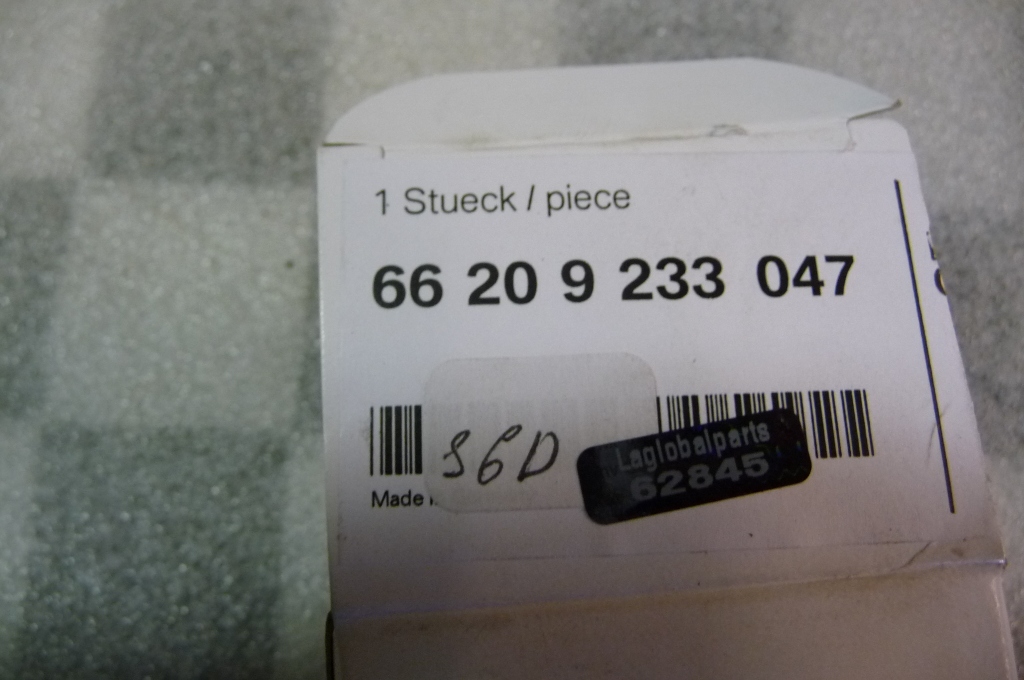 1 Stueck / piece
66 20 9 233 047
S6D
Laglobalparts
62845
Made